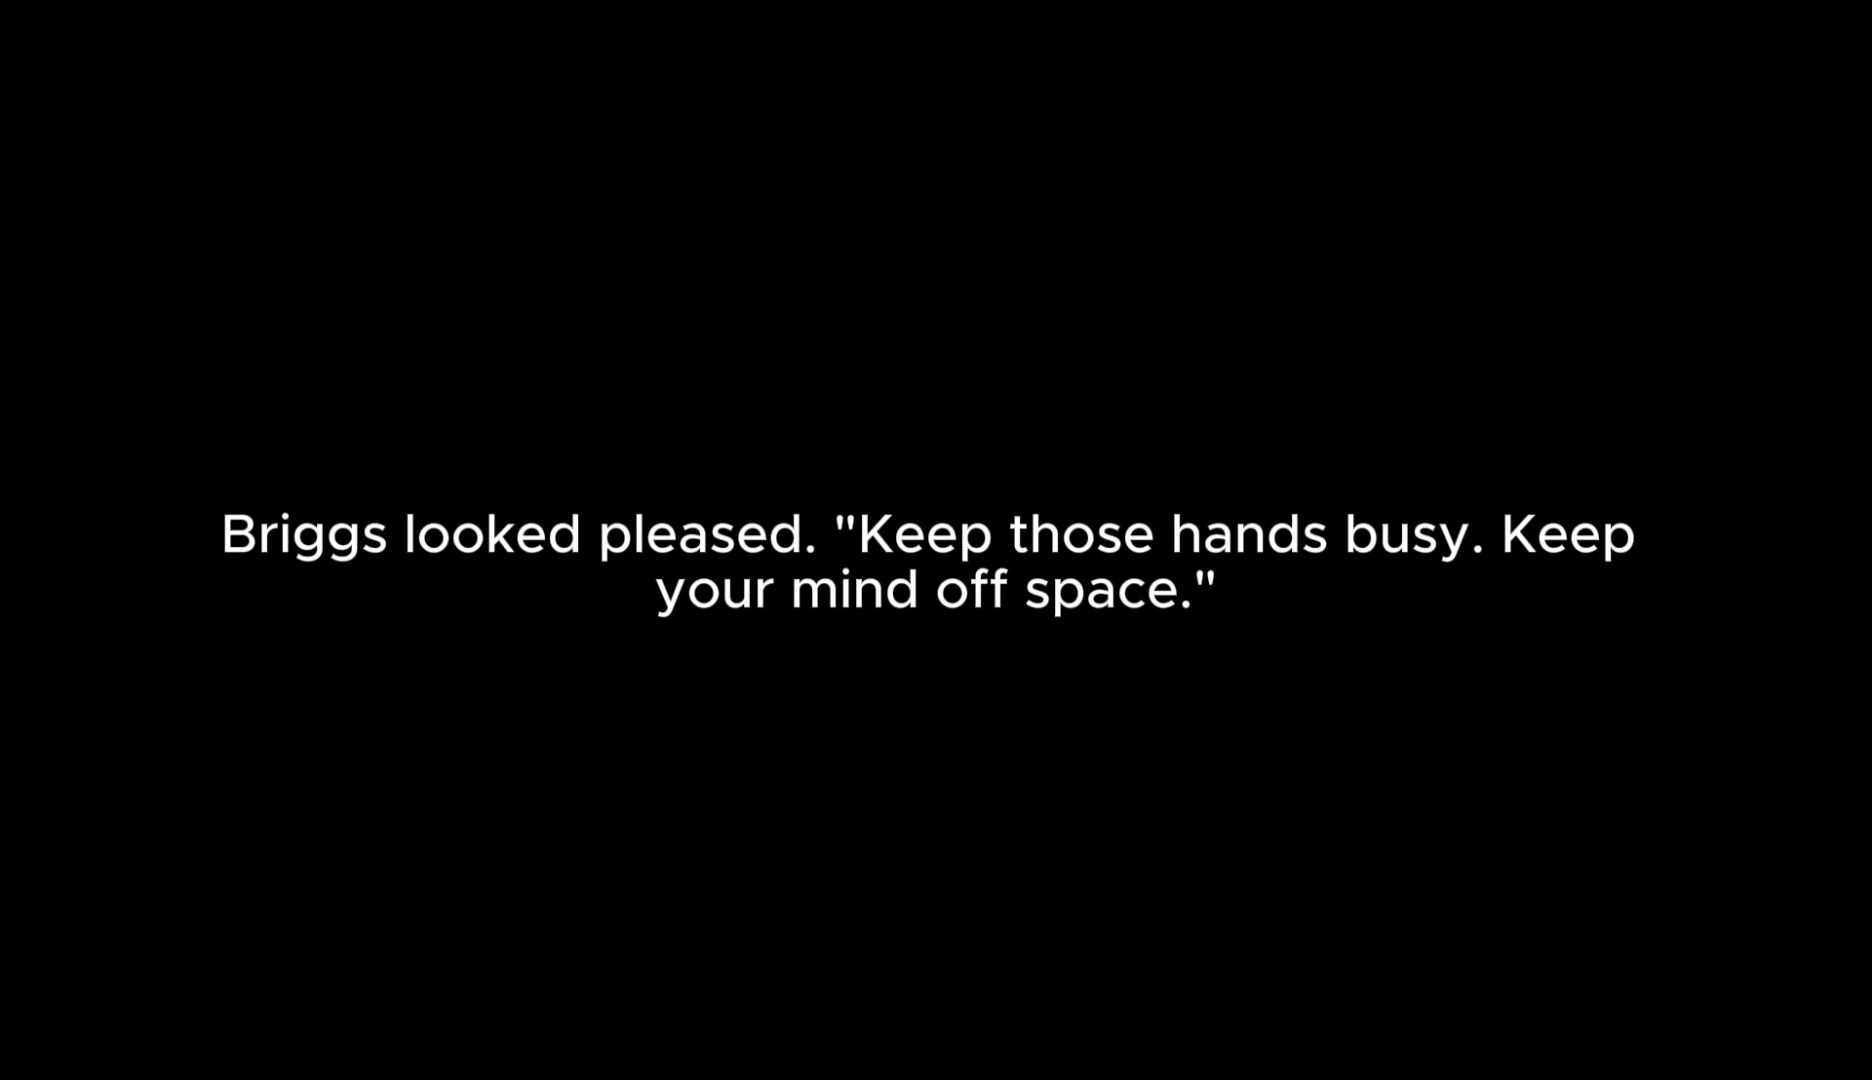 Briggs looked pleased. "Keep those hands busy. Keep
your mind off space."